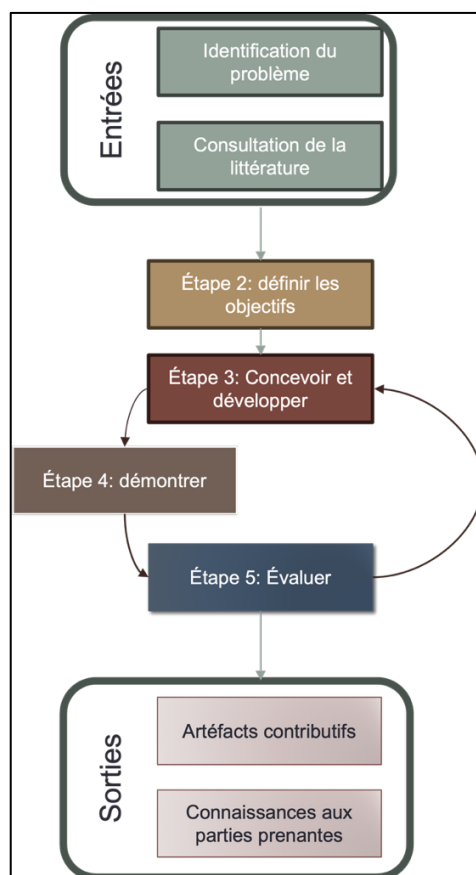 Entrées
Identification du
problème
Consultation de la
littérature
Étape 2: définir les
objectifs
Étape 3: Concevoir et
développer
Étape 4: démontrer
Étape 5: Évaluer
Sorties
Artéfacts contributifs
Connaissances aux
parties prenantes